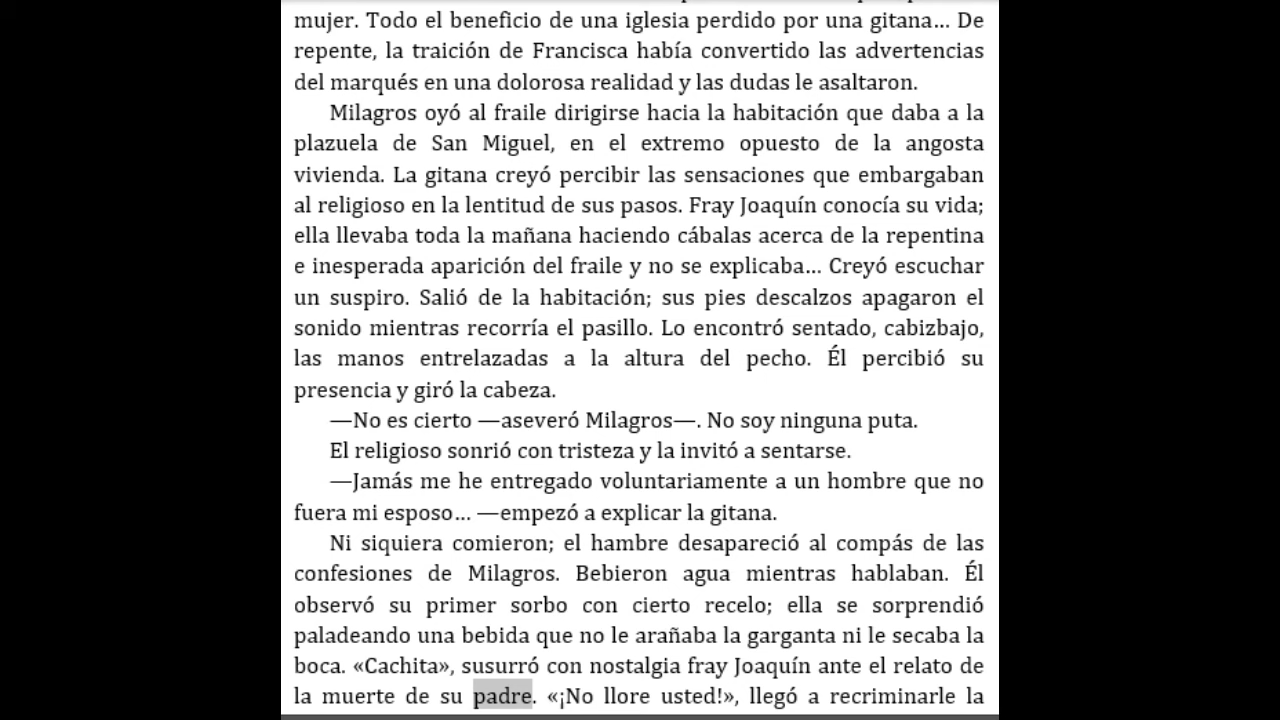 mujer. Todo el beneficio de una iglesia perdido por una gitana... De
repente, la traición de Francisca había convertido las advertencias
del marqués en una dolorosa realidad y las dudas le asaltaron.
Milagros oyó al fraile dirigirse hacia la habitación que daba a la
plazuela de San Miguel, en el extremo opuesto de la angosta
vivienda. La gitana creyó percibir las sensaciones que embargaban
al religioso en la lentitud de sus pasos. Fray Joaquín conocía su vida;
ella llevaba toda la mañana haciendo cábalas acerca de la repentina
e inesperada aparición del fraile y no se explicaba... Creyó escuchar
un suspiro. Salió de la habitación; sus pies descalzos apagaron el
sonido mientras recorría el pasillo. Lo encontró sentado, cabizbajo,
las manos entrelazadas a la altura del pecho. Él percibió su
presencia y giró la cabeza.
—No es cierto —aseveró Milagros—. No soy ninguna puta.
El religioso sonrió con tristeza y la invitó a sentarse.
—Jamás me he entregado voluntariamente a un hombre que no
fuera mi esposo... —empezó a explicar la gitana.
Ni siquiera comieron; el hambre desapareció al compás de las
confesiones de Milagros. Bebieron agua mientras hablaban. Él
observó su primer sorbo con cierto recelo; ella se sorprendió
paladeando una bebida que no le arañaba la garganta ni le secaba la
boca. «Cachita», susurró con nostalgia fray Joaquín ante el relato de
la muerte de su padre. «¡No llore usted!», llegó a recriminarle la